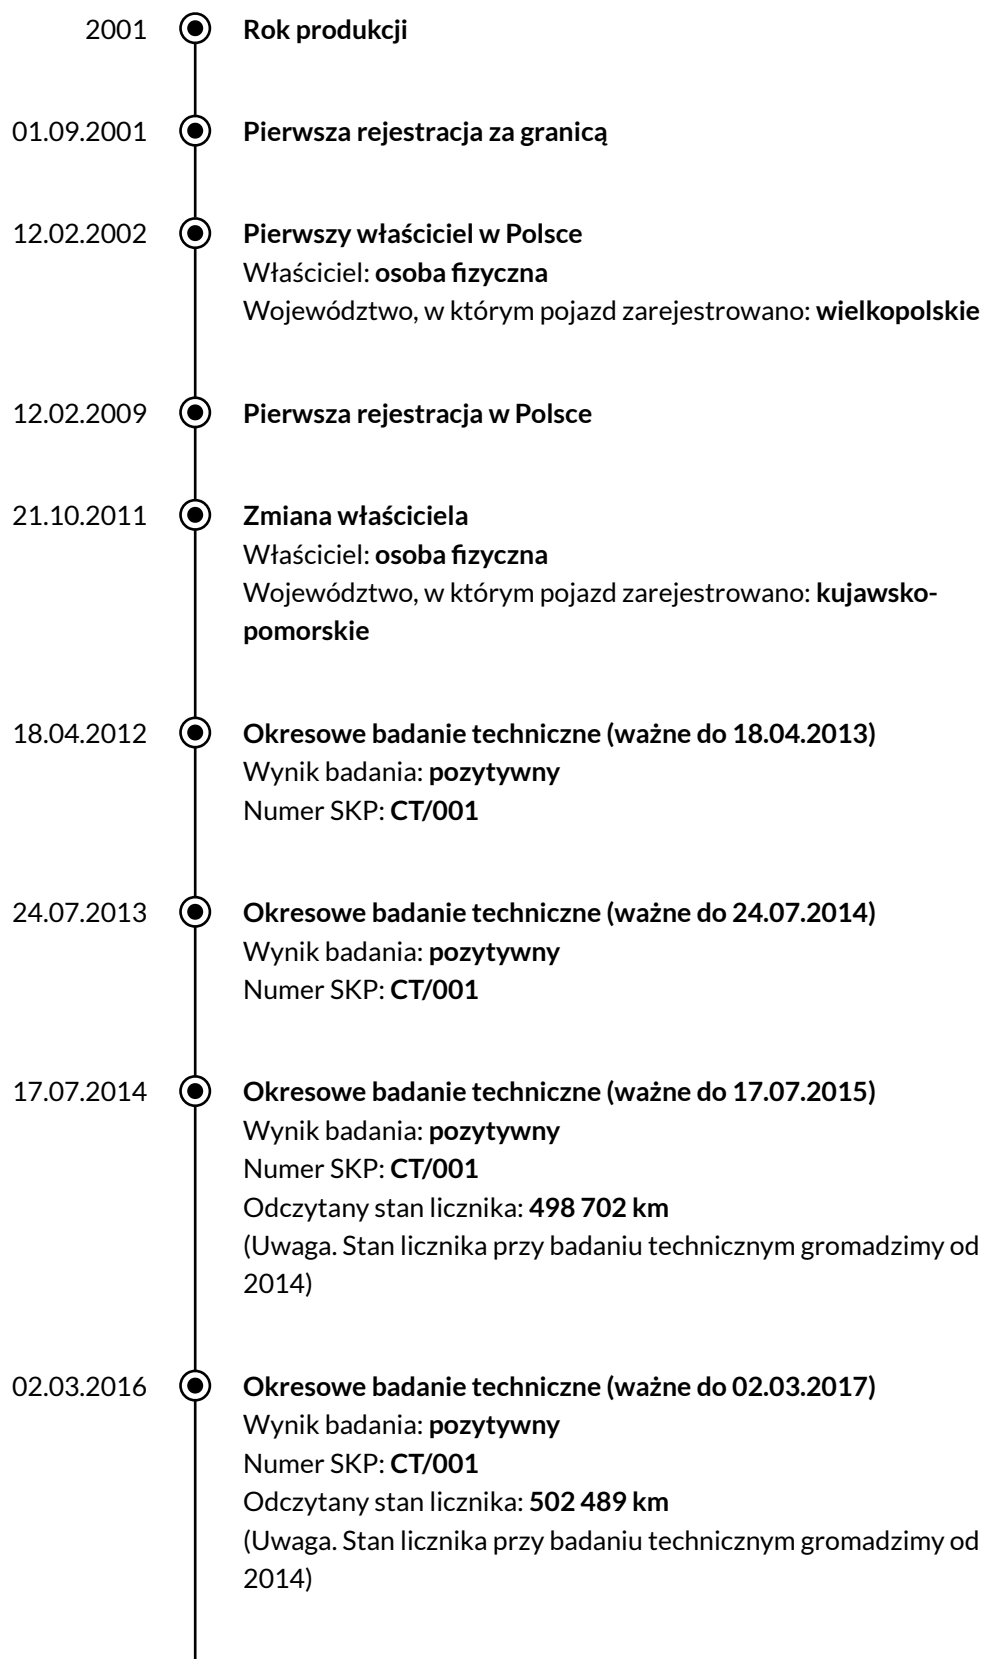 2001 Rok produkcji
01.09.2001 Pierwsza rejestracja za granicą
12.02.2002 Pierwszy właściciel w Polsce
Właściciel: osoba fizyczna
Województwo, w którym pojazd zarejestrowano: wielkopolskie
12.02.2009 Pierwsza rejestracja w Polsce
21.10.2011 Zmiana właściciela
Właściciel: osoba fizyczna
Województwo, w którym pojazd zarejestrowano: kujawsko-
pomorskie
18.04.2012 Okresowe badanie techniczne (ważne do 18.04.2013)
Wynik badania: pozytywny
Numer SKP: CT/001
24.07.2013 Okresowe badanie techniczne (ważne do 24.07.2014)
Wynik badania: pozytywny
Numer SKP: CT/001
17.07.2014 Okresowe badanie techniczne (ważne do 17.07.2015)
Wynik badania: pozytywny
Numer SKP: CT/001
Odczytany stan licznika: 498 702 km
(Uwaga. Stan licznika przy badaniu technicznym gromadzimy od
2014)
02.03.2016 Okresowe badanie techniczne (ważne do 02.03.2017)
Wynik badania: pozytywny
Numer SKP: CT/001
Odczytany stan licznika: 502 489 km
(Uwaga. Stan licznika przy badaniu technicznym gromadzimy od
2014)